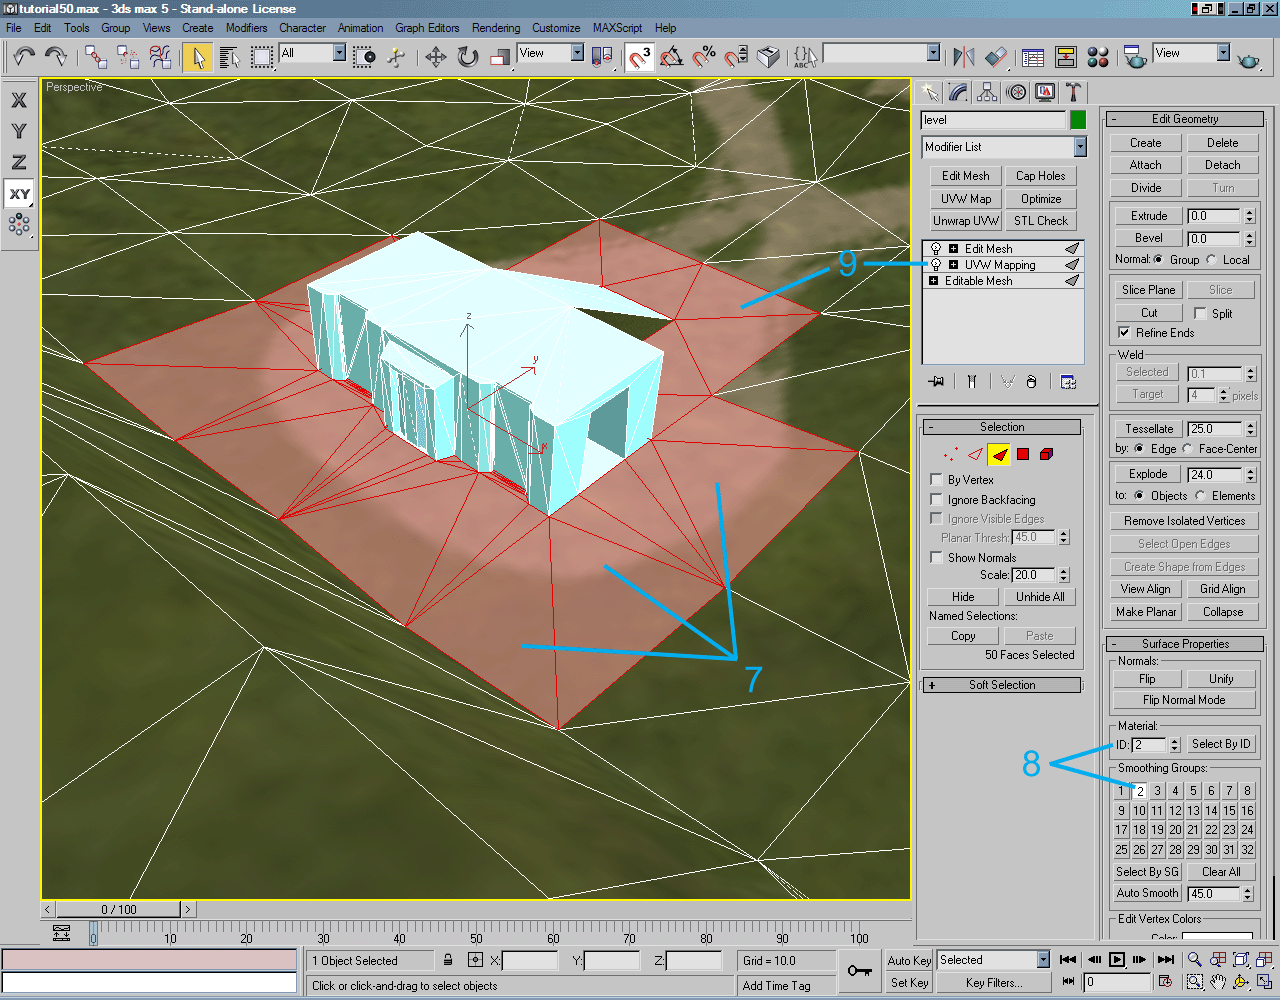 tutorial50.max - 3ds max 5 - Stand-alone License
File Edit Tools Group Views Create Modifiers Character Animation Graph Editors Rendering Customize MAXScript Help
All View 3 % {} ABC View
X
Y
Z
XY
Perspective
z
y
x
7
8
9
level
Modifier List
Edit Mesh Cap Holes
UVW Map Optimize
Unwrap UVW STL Check
Edit Mesh
UVW Mapping
Editable Mesh
- Selection
By Vertex
Ignore Backfacing
Ignore Visible Edges
Planar Thresh: 45.0
Show Normals
Scale: 20.0
Hide Unhide All
Named Selections:
Copy Paste
50 Faces Selected
+ Soft Selection
- Edit Geometry
Create Delete
Attach Detach
Divide Turn
Extrude 0.0
Bevel 0.0
Normal: Group Local
Slice Plane Slice
Cut Split
Refine Ends
Weld
Selected 0.1
Target 4 pixels
Tessellate 25.0
by: Edge Face-Center
Explode 24.0
to: Objects Elements
Remove Isolated Vertices
Select Open Edges
Create Shape from Edges
View Align Grid Align
Make Planar Collapse
- Surface Properties
Normals:
Flip Unify
Flip Normal Mode
Material:
ID: 2 Select By ID
Smoothing Groups:
1 2 3 4 5 6 7 8
9 10 11 12 13 14 15 16
17 18 19 20 21 22 23 24
25 26 27 28 29 30 31 32
Select By SG Clear All
Auto Smooth 45.0
Edit Vertex Colors
Color:
< 0 / 100 >
0 10 20 30 40 50 60 70 80 90 100
1 Object Selected X: Y: Z: Grid = 10.0 Auto Key Selected
Click or click-and-drag to select objects Add Time Tag Set Key Key Filters... 0